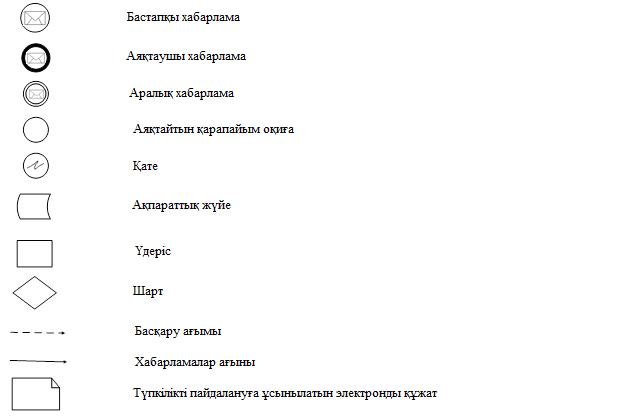 Бастапқы хабарлама
Аяқтаушы хабарлама
Аралық хабарлама
Аяқтайтын қарапайым оқиға
Қате
Ақпараттық жүйе
Үдеріс
Шарт
Басқару ағымы
Хабарламалар ағыны
Түпкілікті пайдалануға ұсынылатын электронды құжат